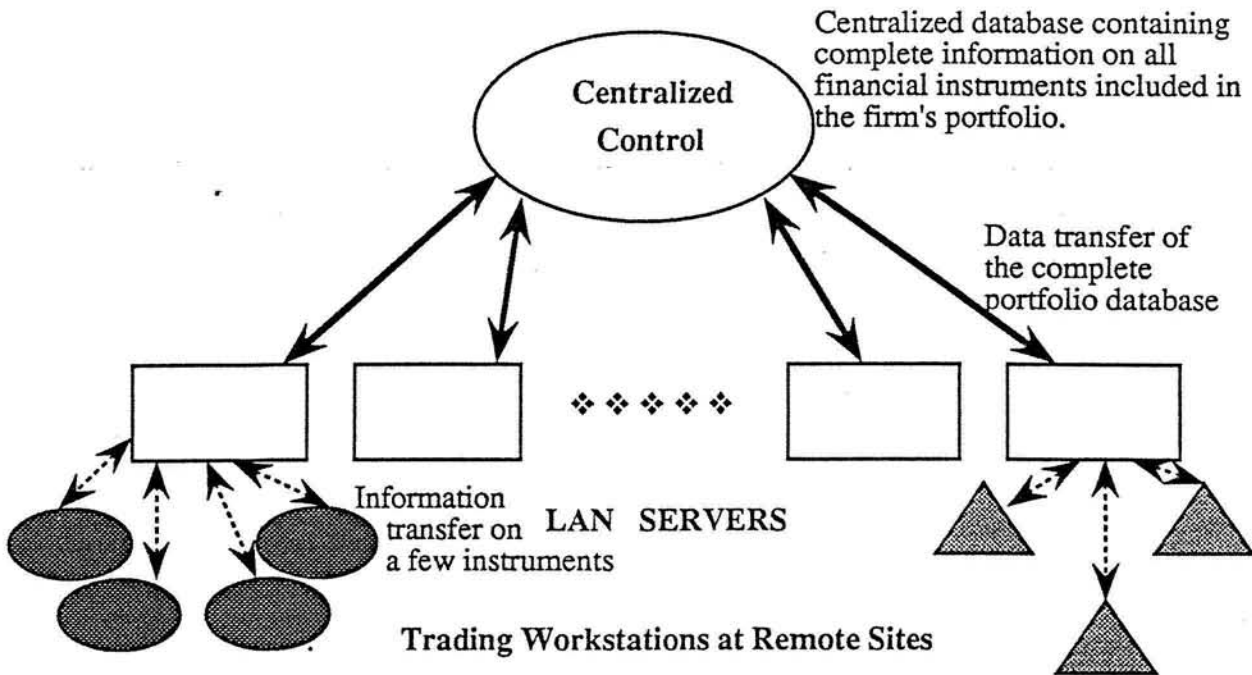 Centralized database containing
complete information on all
financial instruments included in
the firm's portfolio.
Centralized
Control
Data transfer of
the complete
portfolio database
Information
transfer on
a few instruments
LAN SERVERS
Trading Workstations at Remote Sites